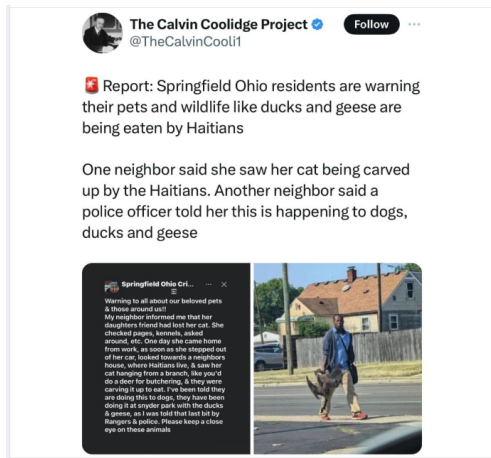 The Calvin Coolidge Project
Follow
@TheCalvinCooli1
Report: Springfield Ohio residents are warning
their pets and wildlife like ducks and geese are
being eaten by Haitians
One neighbor said she saw her cat being carved
up by the Haitians. Another neighbor said a
police officer told her this is happening to dogs,
ducks and geese
Springfield Ohio Cri...
Warning to all about our beloved pets
& those around us!!
My neighbor informed me that her
daughters friend had lost her cat. She
checked pages, kennels, asked
around, etc. One day she came home
from work, as soon as she stepped out
of her car, looked towards a neighbors
house, where Haitians live, & saw her
cat hanging from a branch, like you'd
do a deer for butchering, & they were
carving it up to eat. I've been told they
are doing this to dogs, they have been
doing it at snyder park with the ducks
& geese, as I was told that last bit by
Rangers & police. Please keep a close
eye on these animals